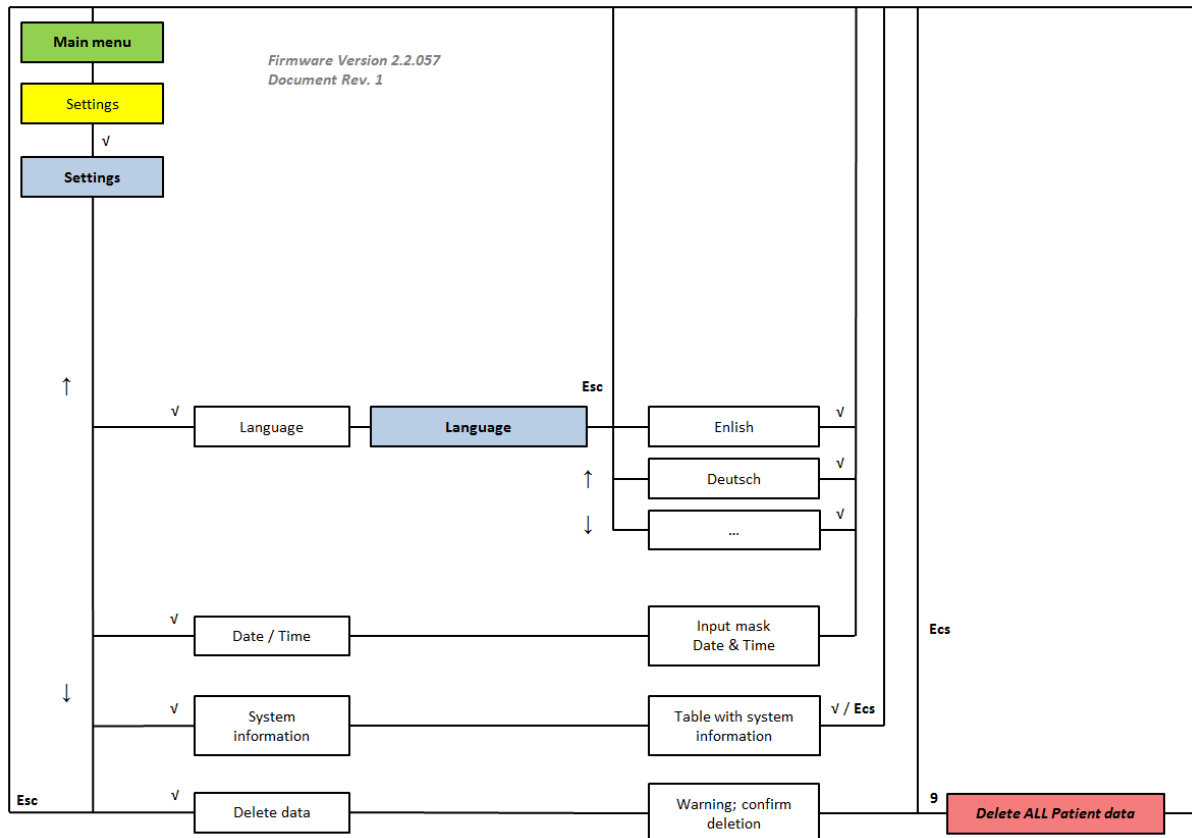 Main menu
Firmware Version 2.2.057
Document Rev. 1
Settings
√
Settings
↑
Esc
√
Language
Language
Enlish
√
↑
Deutsch
√
↓
...
√
√
Date / Time
Input mask
Date & Time
Ecs
↓
√
System
information
Table with system
information
√ / Ecs
Esc
√
Delete data
Warning; confirm
deletion
9
Delete ALL Patient data